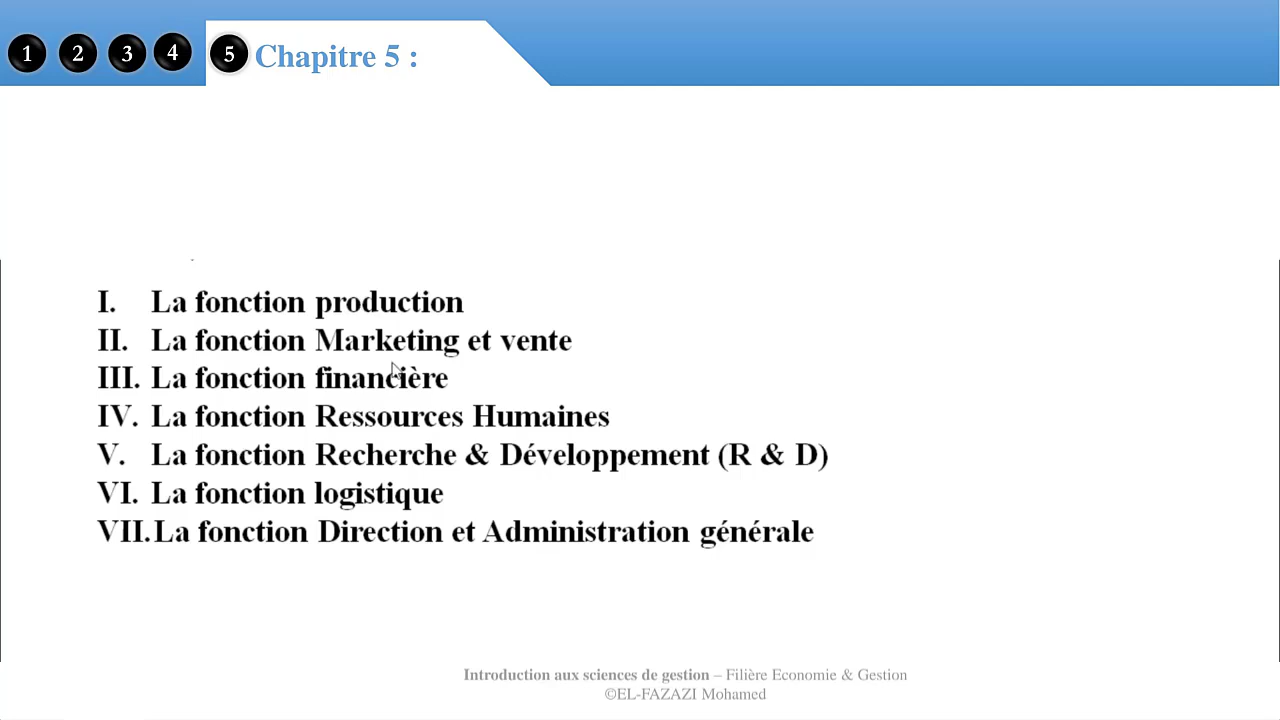 1 2 3 4 5 Chapitre 5 :
I. La fonction production
II. La fonction Marketing et vente
III. La fonction financière
IV. La fonction Ressources Humaines
V. La fonction Recherche & Développement (R & D)
VI. La fonction logistique
VII. La fonction Direction et Administration générale
Introduction aux sciences de gestion – Filière Economie & Gestion
©EL-FAZAZI Mohamed